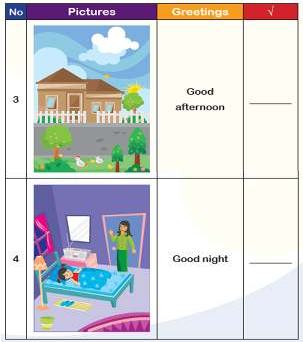 No Pictures Greetings √
3 Good
afternoon
4 Good night